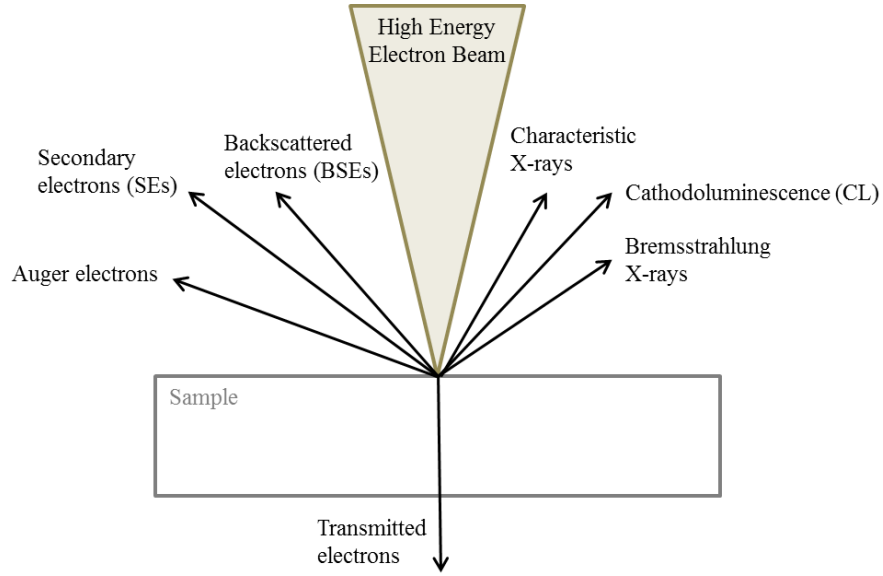 High Energy
Electron Beam
Secondary
electrons (SEs)
Backscattered
electrons (BSEs)
Characteristic
X-rays
Cathodoluminescence (CL)
Auger electrons
Bremsstrahlung
X-rays
Sample
Transmitted
electrons